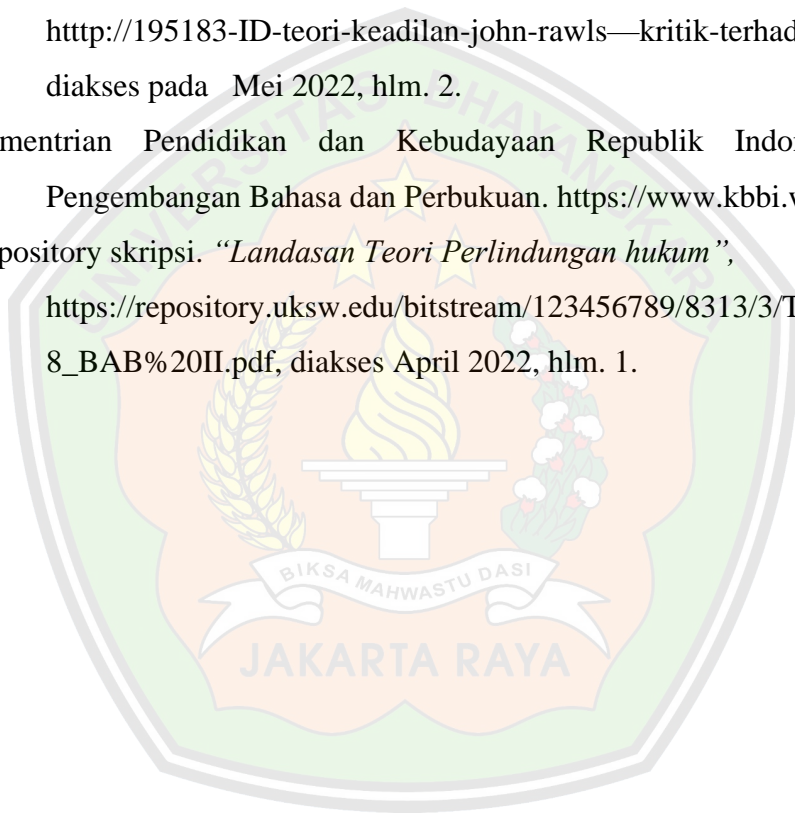 htttp://195183-ID-teori-keadilan-john-rawls—kritik-terhad
diakses pada Mei 2022, hlm. 2.
mentrian Pendidikan dan Kebudayaan Republik Indo
Pengembangan Bahasa dan Perbukuan. https://www.kbbi.w
pository skripsi. “Landasan Teori Perlindungan hukum”,
https://repository.uksw.edu/bitstream/123456789/8313/3/T
8_BAB%20II.pdf, diakses April 2022, hlm. 1.
UNIVERSITAS BHAYANGKARA
BIKSA MAHWASTU DASI
JAKARTA RAYA